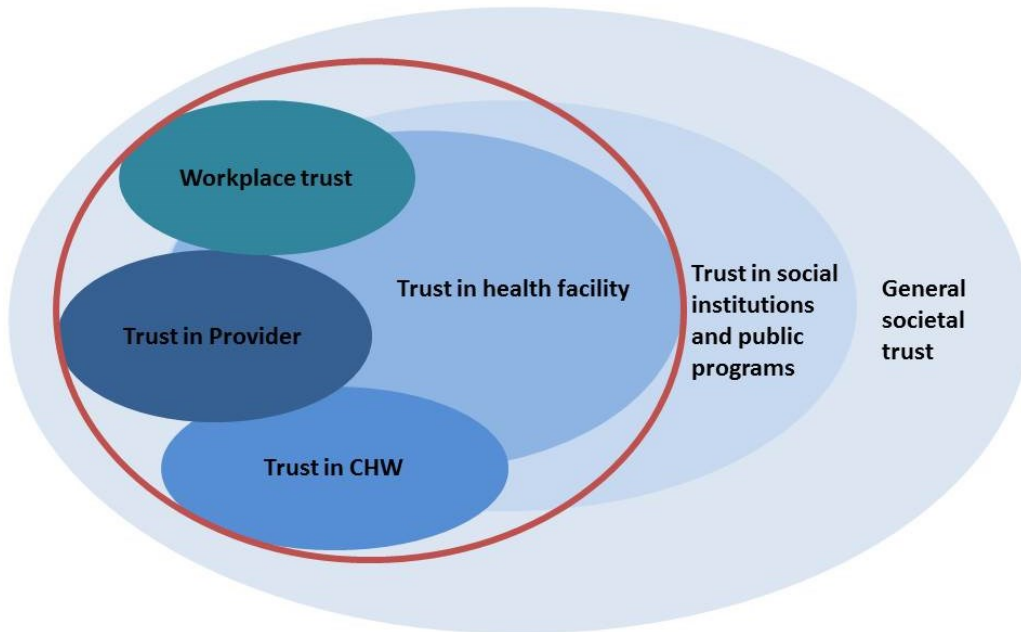 Workplace trust
Trust in Provider
Trust in CHW
Trust in health facility
Trust in social
institutions
and public
programs
General
societal
trust